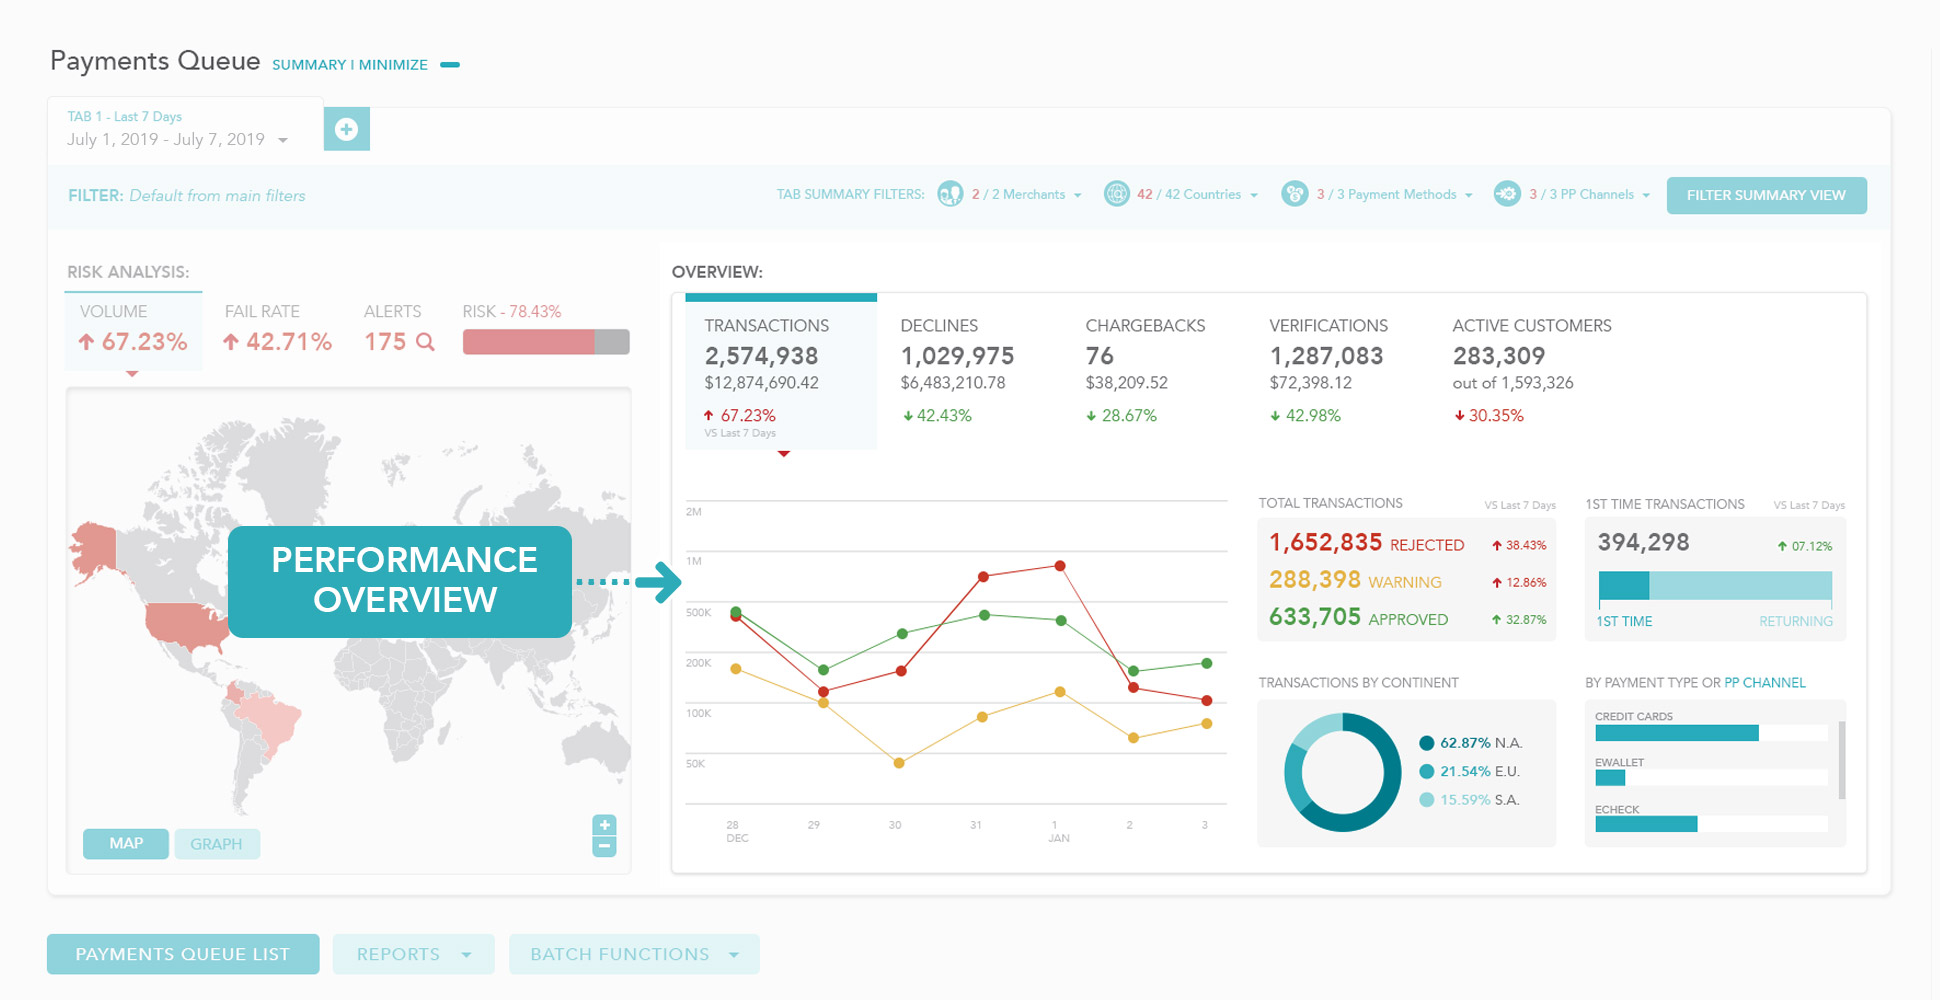 Payments Queue SUMMARY | MINIMIZE
TAB 1 - Last 7 Days
July 1, 2019 - July 7, 2019
FILTER: Default from main filters
TAB SUMMARY FILTERS: 2 / 2 Merchants 42 / 42 Countries 3 / 3 Payment Methods 3 / 3 PP Channels FILTER SUMMARY VIEW
RISK ANALYSIS:
VOLUME
67.23%
FAIL RATE
42.71%
ALERTS
175
RISK - 78.43%
PERFORMANCE
OVERVIEW
MAP GRAPH
OVERVIEW:
TRANSACTIONS
2,574,938
$12,874,690.42
67.23%
VS Last 7 Days
DECLINES
1,029,975
$6,483,210.78
42.43%
CHARGEBACKS
76
$38,209.52
28.67%
VERIFICATIONS
1,287,083
$72,398.12
42.98%
ACTIVE CUSTOMERS
283,309
out of 1,593,326
30.35%
2M
1M
500K
200K
100K
50K
28 29 30 31 1 2 3
DEC JAN
TOTAL TRANSACTIONS VS Last 7 Days
1,652,835 REJECTED 38.43%
288,398 WARNING 12.86%
633,705 APPROVED 32.87%
1ST TIME TRANSACTIONS VS Last 7 Days
394,298 07.12%
1ST TIME RETURNING
TRANSACTIONS BY CONTINENT
62.87% N.A.
21.54% E.U.
15.59% S.A.
BY PAYMENT TYPE OR PP CHANNEL
CREDIT CARDS
EWALLET
ECHECK
PAYMENTS QUEUE LIST REPORTS BATCH FUNCTIONS